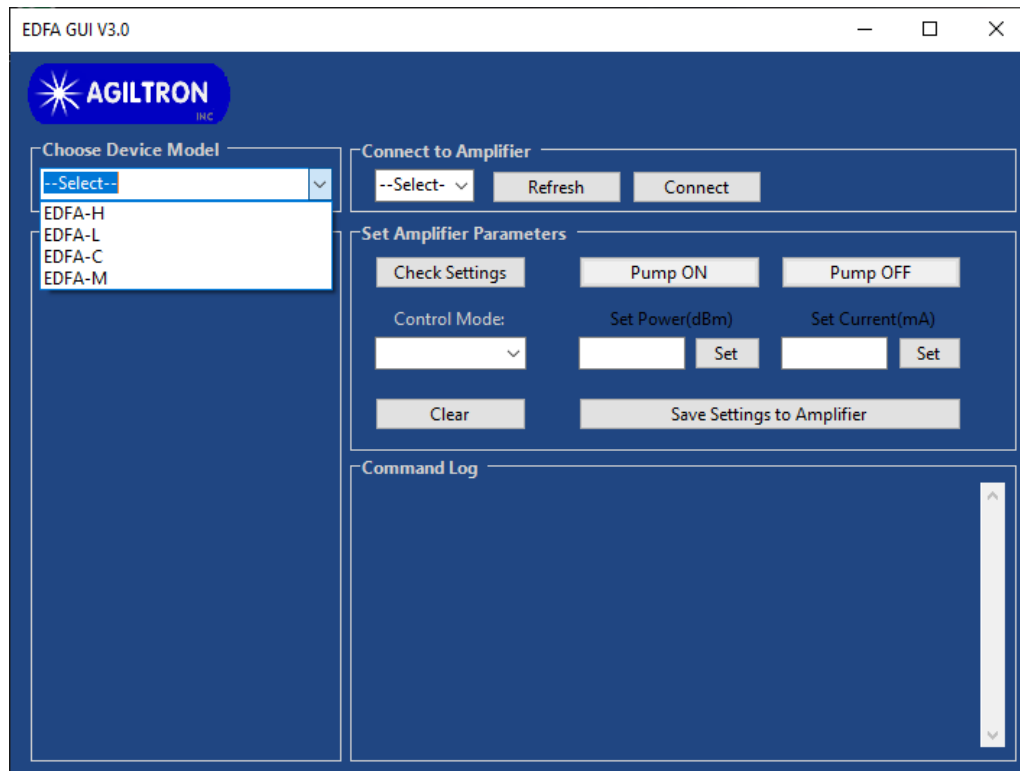 EDFA GUI V3.0
AGILTRON
INC
Choose Device Model
--Select--
EDFA-H
EDFA-L
EDFA-C
EDFA-M
Connect to Amplifier
--Select-
Refresh
Connect
Set Amplifier Parameters
Check Settings
Pump ON
Pump OFF
Control Mode:
Set Power(dBm)
Set Current(mA)
Set
Set
Clear
Save Settings to Amplifier
Command Log